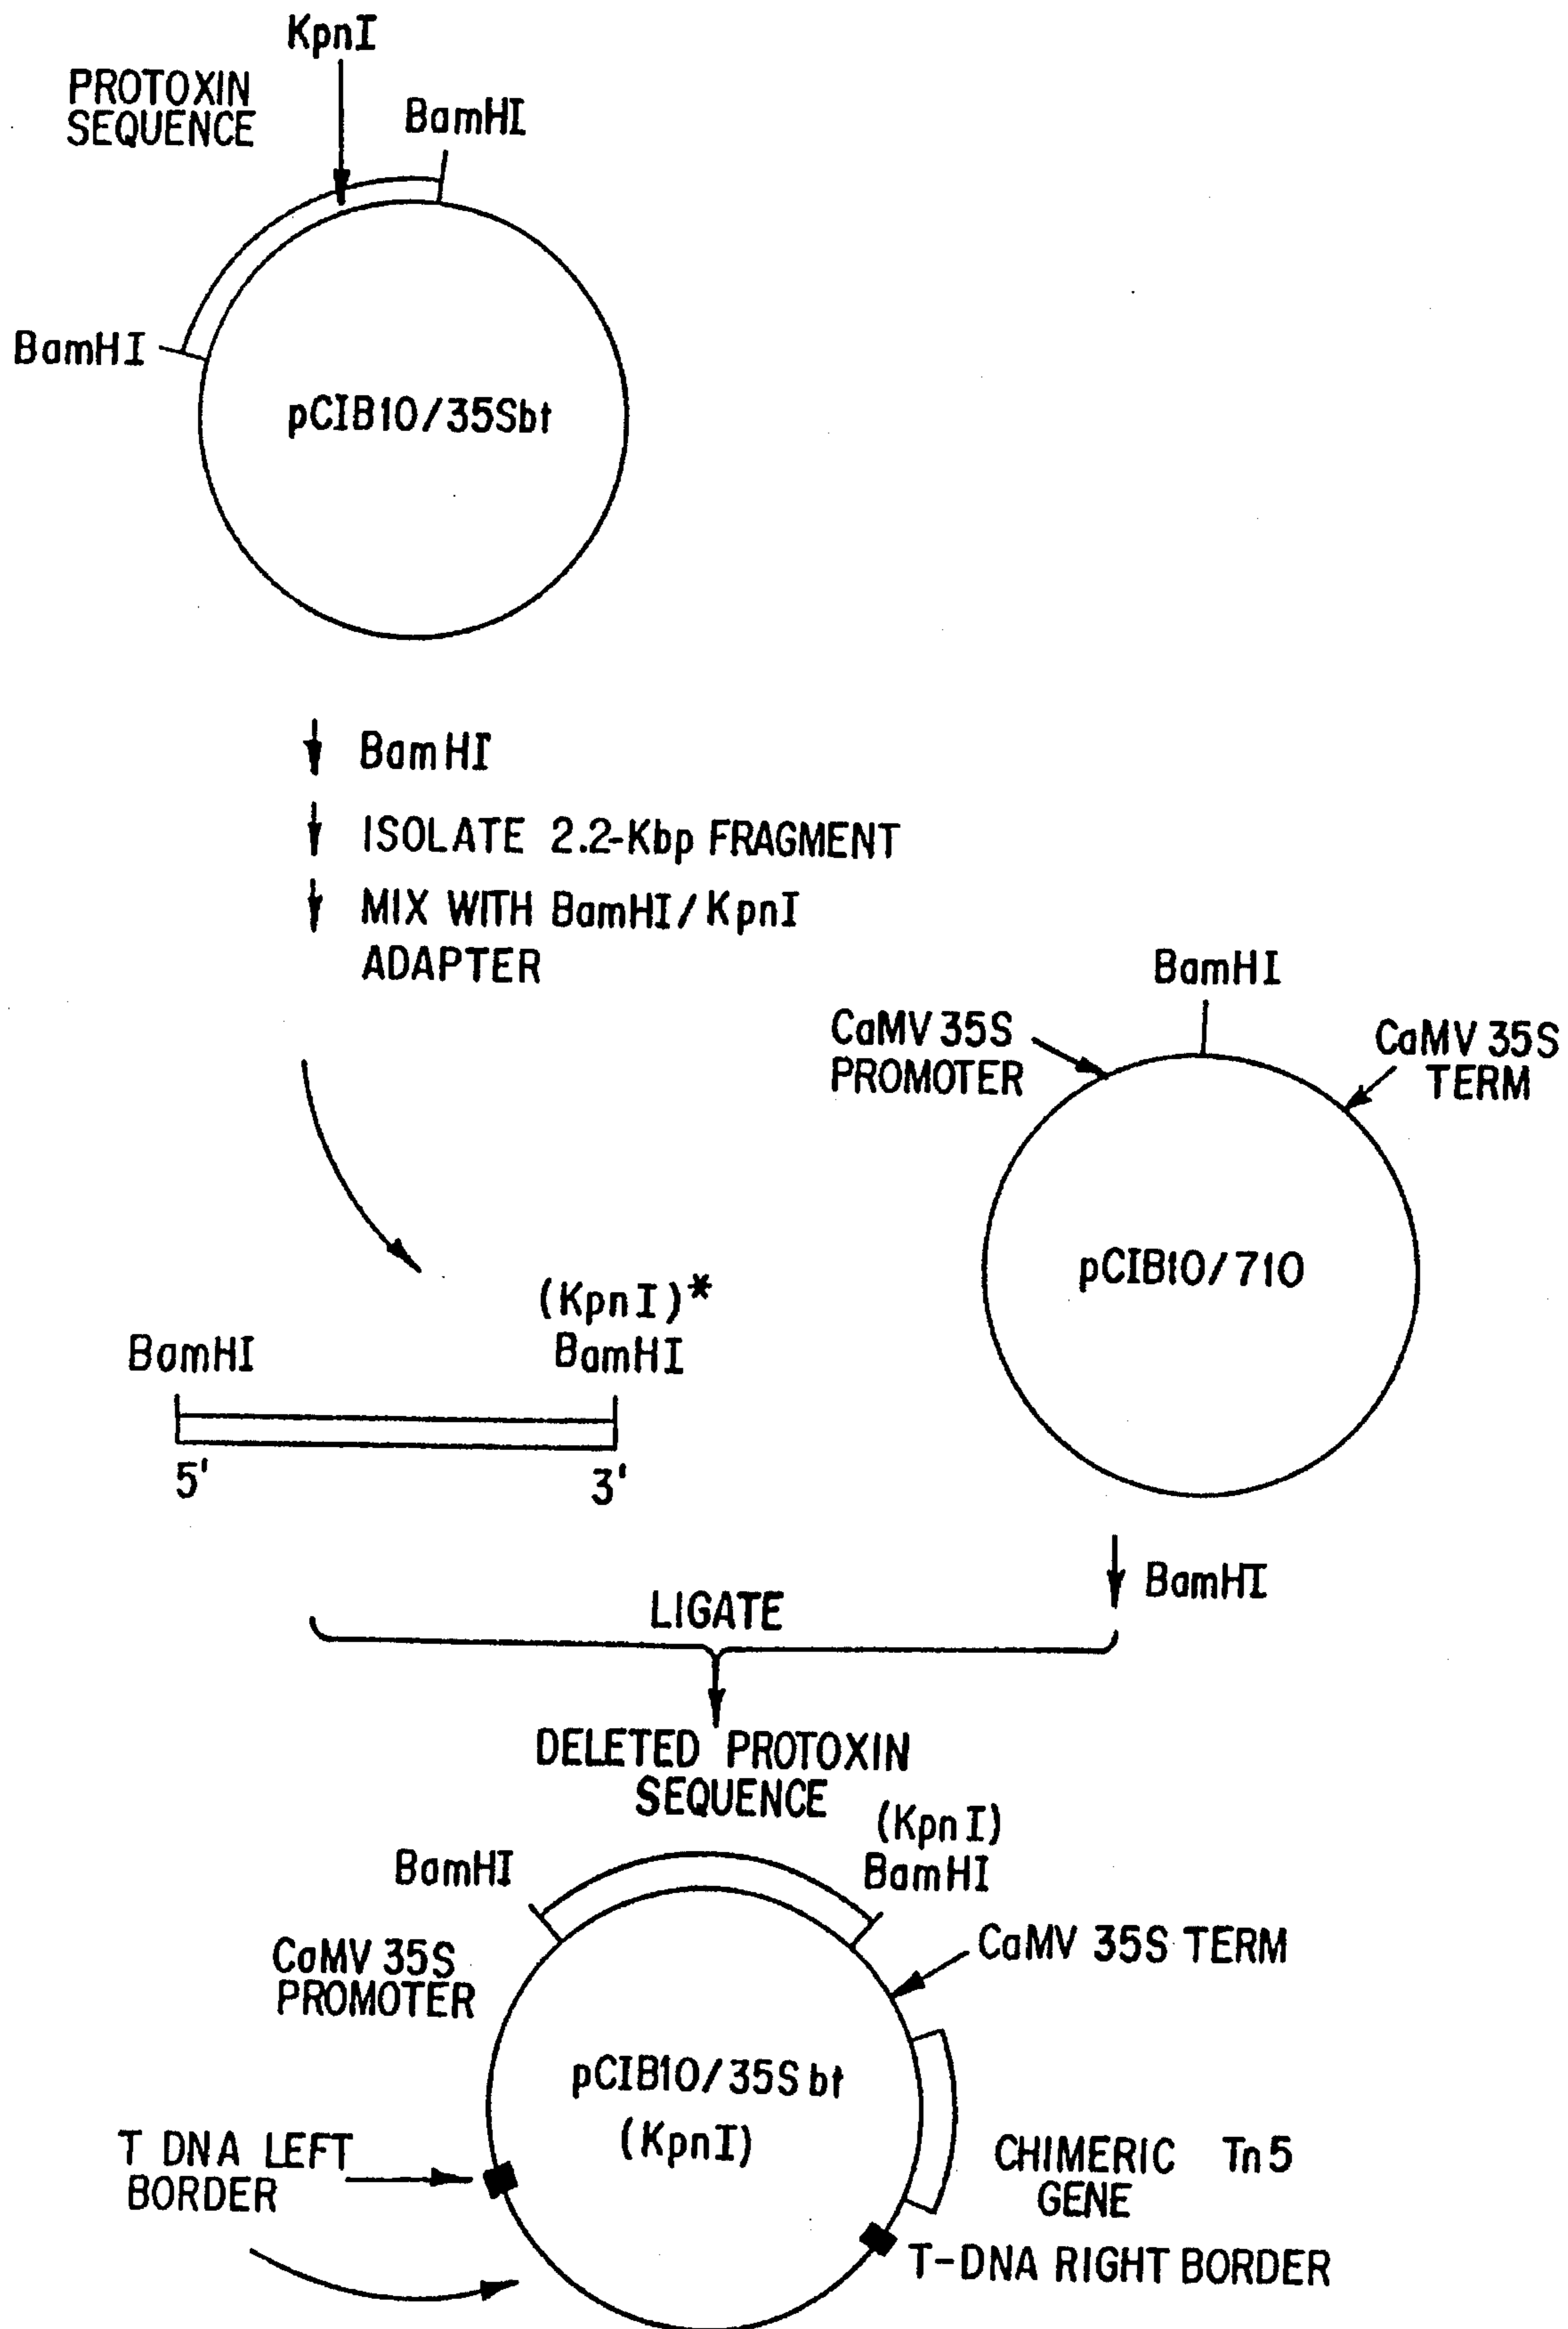 KpnI
PROTOXIN
SEQUENCE
BamHI
BamHI
pCIB10/35Sbt
BamHI
ISOLATE 2.2-Kbp FRAGMENT
MIX WITH BamHI/KpnI
ADAPTER
BamHI
CaMV 35S
PROMOTER
CaMV 35S
TERM
pCIB10/710
(KpnI)*
BamHI
BamHI
5'
3'
BamHI
LIGATE
DELETED PROTOXIN
SEQUENCE
(KpnI)
BamHI
BamHI
CaMV 35S
PROMOTER
CaMV 35S TERM
pCIB10/35Sbt
(KpnI)
T DNA LEFT
BORDER
CHIMERIC Tn5
GENE
T-DNA RIGHT BORDER